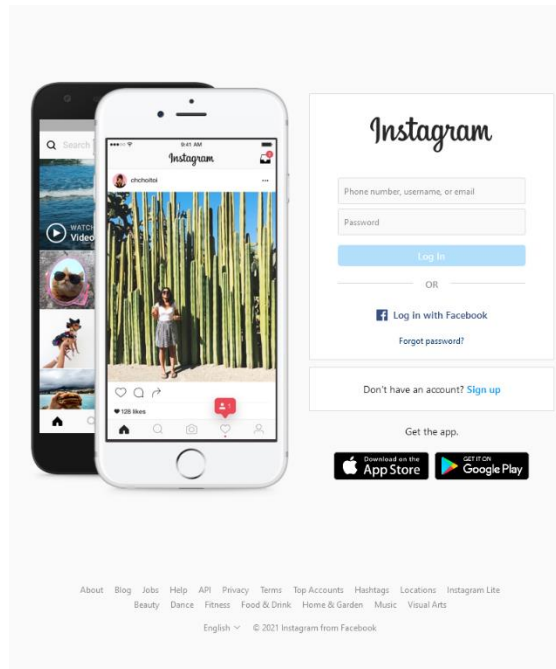 Search
WATCH
Video
9:41 AM
Instagram
2
chchoitoi
128 likes
1
Instagram
Phone number, username, or email
Password
Log In
OR
Log in with Facebook
Forgot password?
Don't have an account? Sign up
Get the app.
Download on the
App Store
GET IT ON
Google Play
About Blog Jobs Help API Privacy Terms Top Accounts Hashtags Locations Instagram Lite
Beauty Dance Fitness Food & Drink Home & Garden Music Visual Arts
English © 2021 Instagram from Facebook